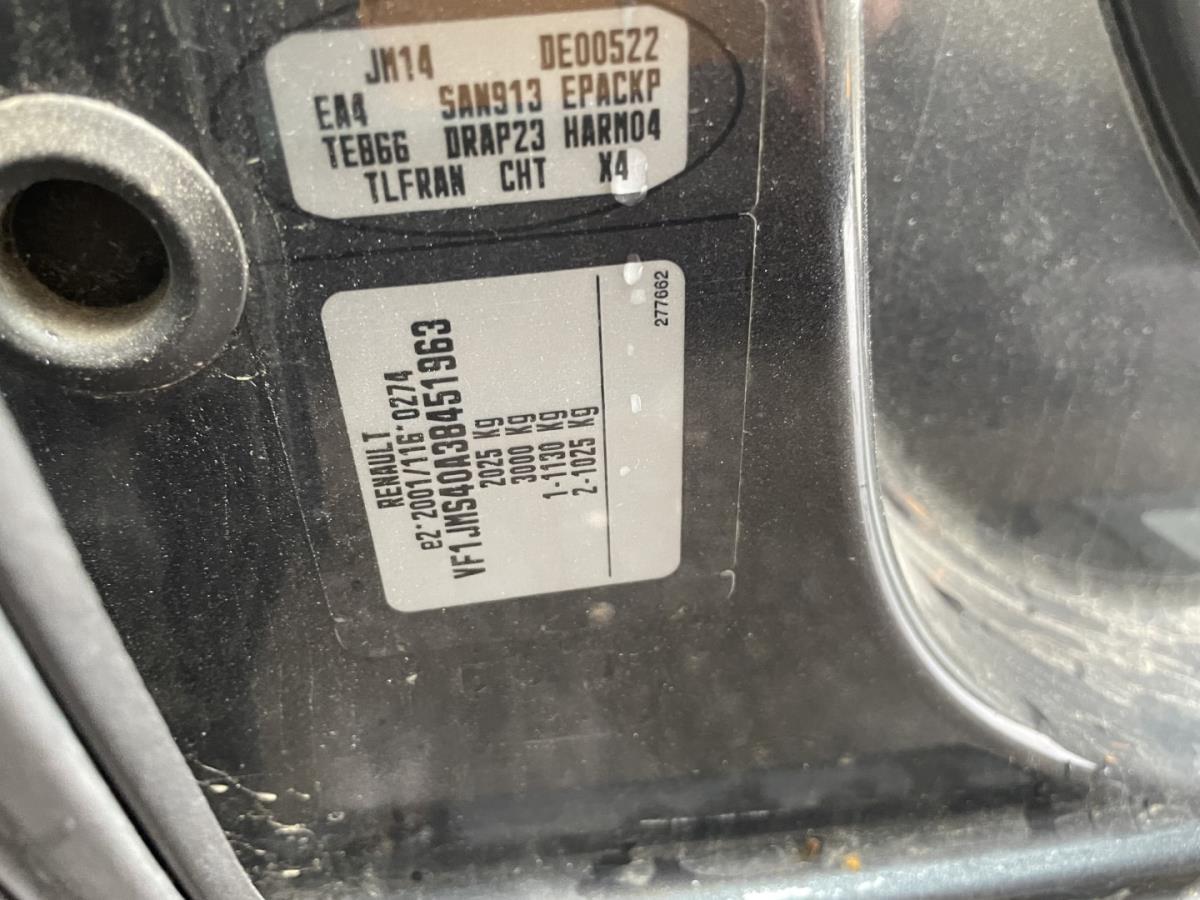 JM14 DE00522
EA4 SAN913 EPACKP
TEB66 DRAP23 HARM04
TLFRAN CHT X4
RENAULT
e2*2001/116*0274
VF1JMS40A3B451963
2025 Kg
3000 Kg
1-1130 Kg
2-1025 Kg
277662